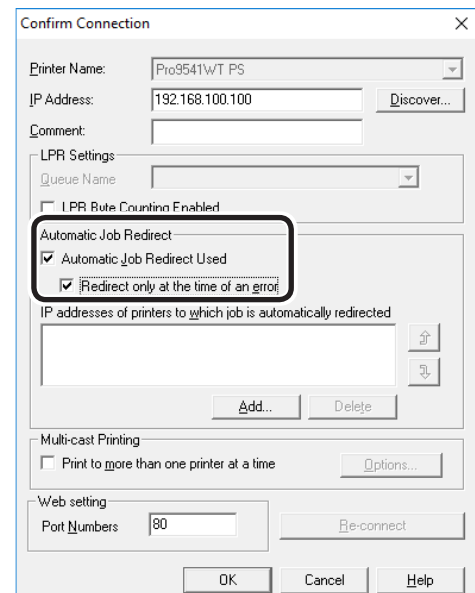 Confirm Connection
Printer Name: Pro9541WT PS
IP Address: 192.168.100.100 Discover...
Comment:
LPR Settings
Queue Name
LPR Byte Counting Enabled
Automatic Job Redirect
Automatic Job Redirect Used
Redirect only at the time of an error
IP addresses of printers to which job is automatically redirected
Add... Delete
Multi-cast Printing
Print to more than one printer at a time Options...
Web setting
Port Numbers 80 Re-connect
OK Cancel Help